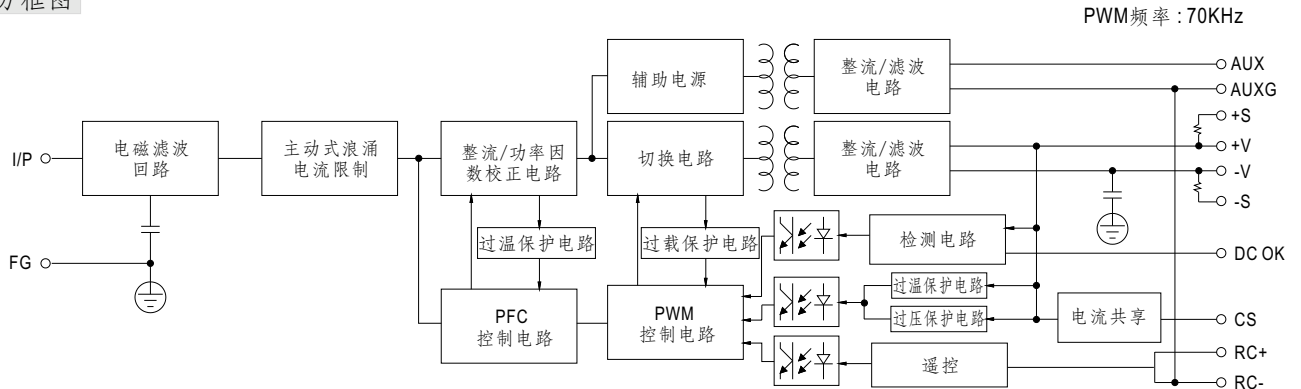 方框图
PWM频率 : 70KHz
辅助电源
整流/滤波
电路
AUX
AUXG
+S
I/P
电磁滤波
回路
主动式浪涌
电流限制
整流/功率因
数校正电路
切换电路
整流/滤波
电路
+V
-V
-S
过温保护电路
过载保护电路
检测电路
DC OK
FG
PFC
控制电路
PWM
控制电路
过温保护电路
过压保护电路
电流共享
CS
遥控
RC+
RC-